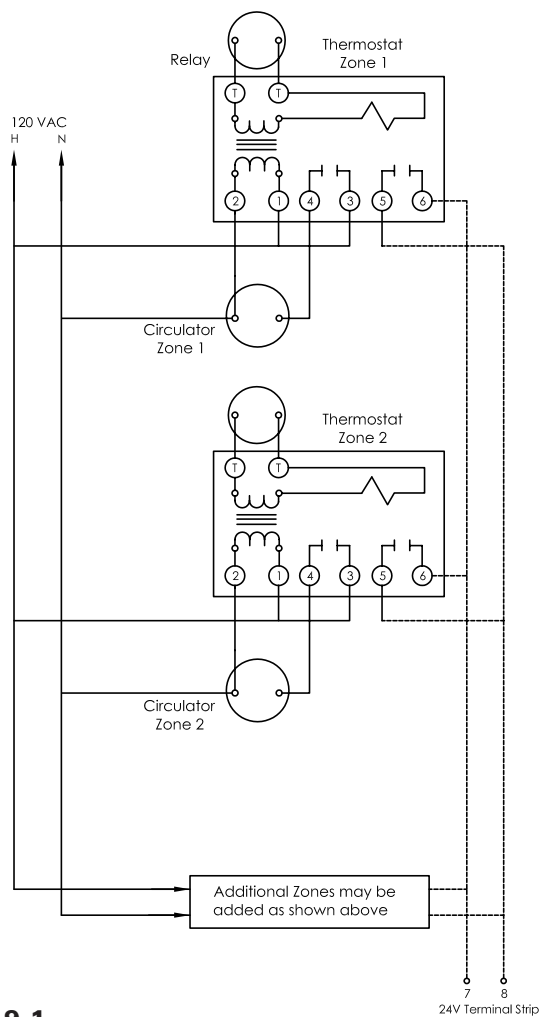 Relay
Thermostat
Zone 1
T T
120 VAC
H N
2 1 4 3 5 6
Circulator
Zone 1
Thermostat
Zone 2
T T
2 1 4 3 5 6
Circulator
Zone 2
Additional Zones may be
added as shown above
7 8
24V Terminal Strip